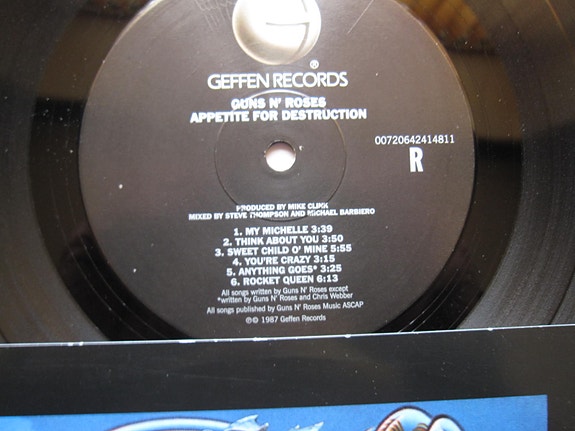 ®
GEFFEN RECORDS
GUNS N' ROSES
APPETITE FOR DESTRUCTION
00720642414811
R
PRODUCED BY MIKE CLINK
MIXED BY STEVE THOMPSON AND MICHAEL BARBIERO
1. MY MICHELLE 3:39
2. THINK ABOUT YOU 3:50
3. SWEET CHILD O' MINE 5:55
4. YOU'RE CRAZY 3:15
5. ANYTHING GOES* 3:25
6. ROCKET QUEEN 6:13
All songs written by Guns N' Roses except
*written by Guns N' Roses and Chris Webber
All songs published by Guns N' Roses Music ASCAP
℗© 1987 Geffen Records